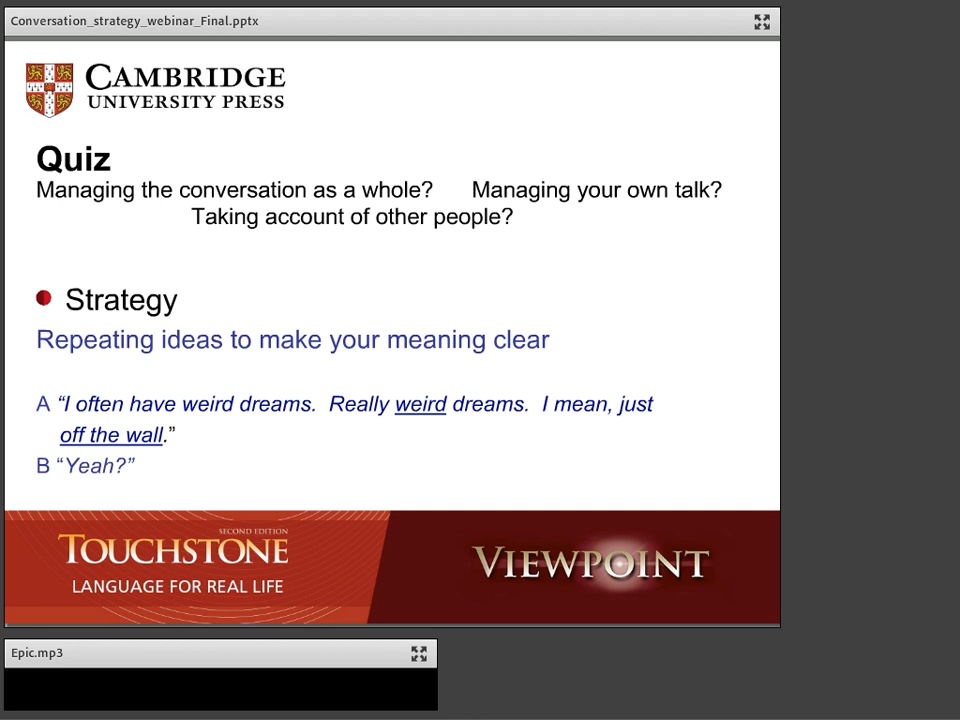 Conversation_strategy_webinar_Final.pptx
CAMBRIDGE
UNIVERSITY PRESS
Quiz
Managing the conversation as a whole? Managing your own talk?
Taking account of other people?
Strategy
Repeating ideas to make your meaning clear
A “I often have weird dreams. Really weird dreams. I mean, just
off the wall.”
B “Yeah?”
SECOND EDITION
TOUCHSTONE
LANGUAGE FOR REAL LIFE
VIEWPOINT
Epic.mp3